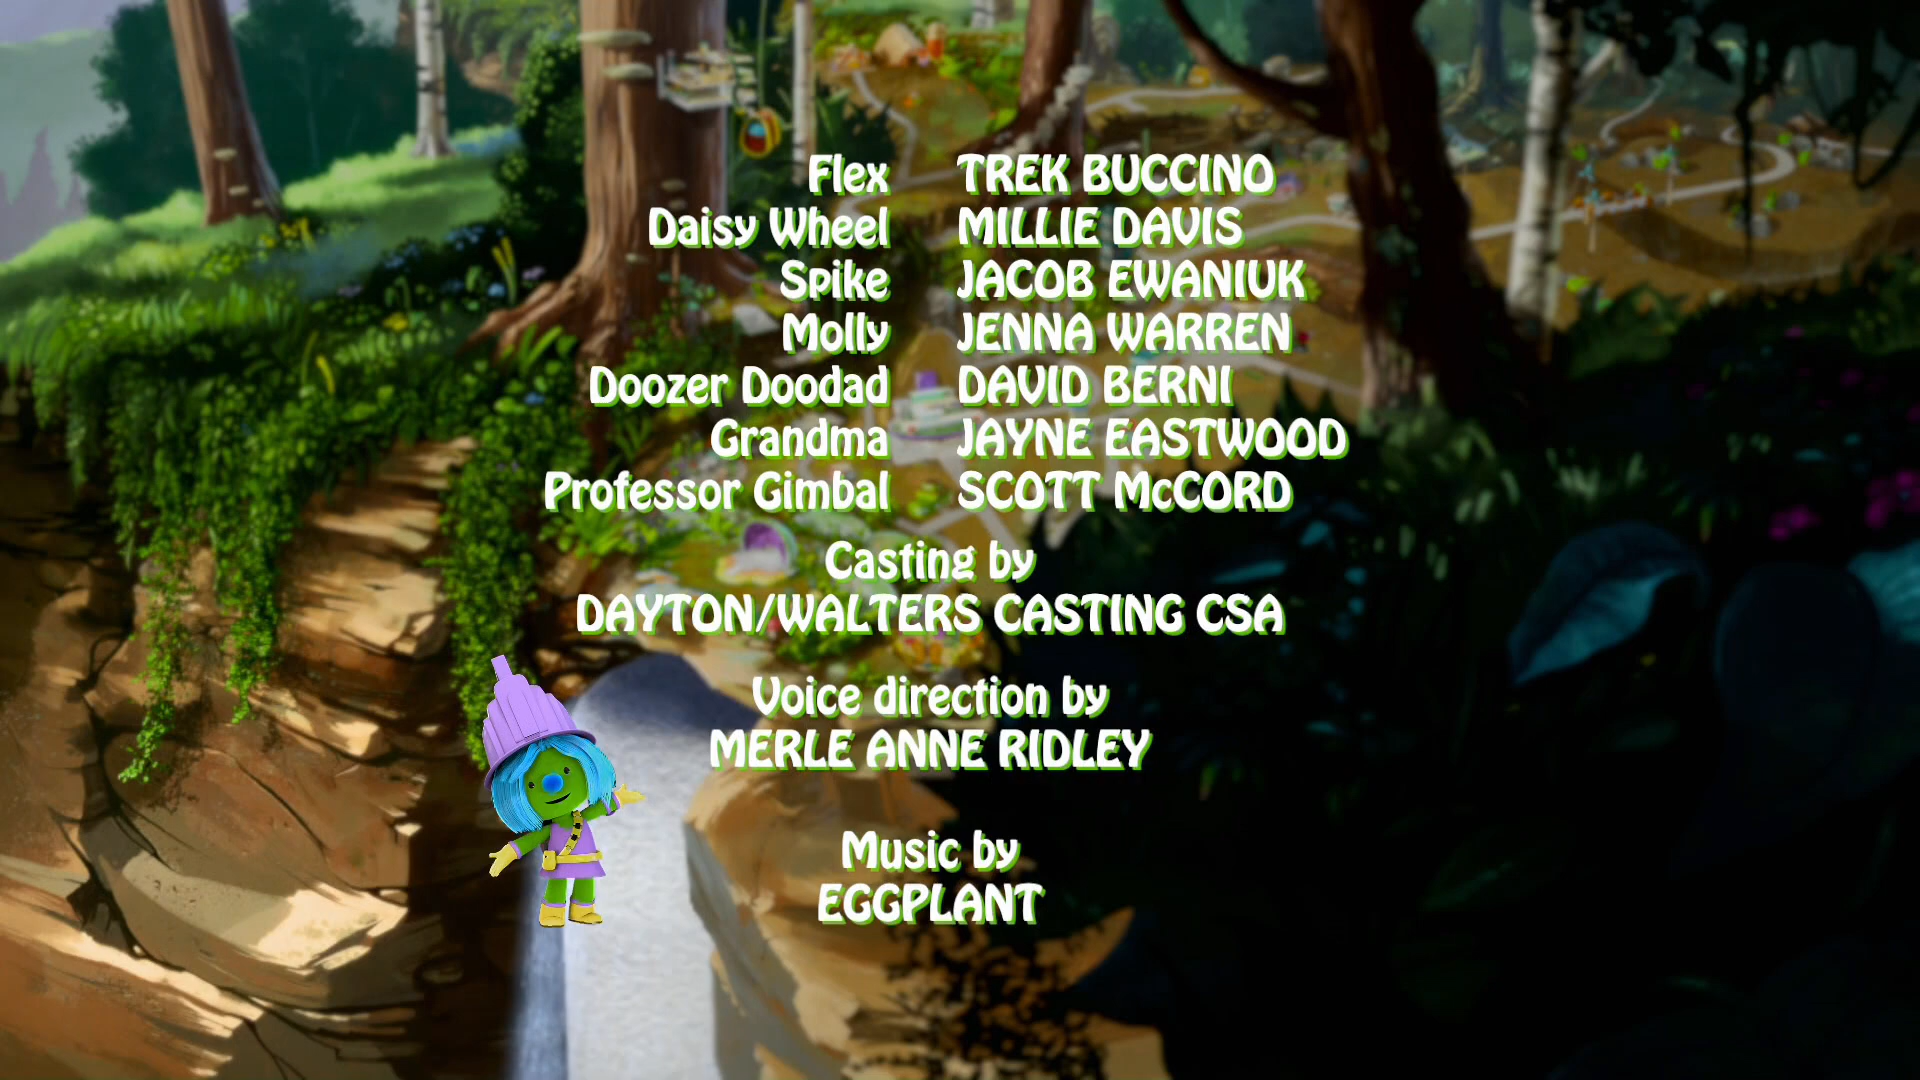 Flex TREK BUCCINO
Daisy Wheel MILLIE DAVIS
Spike JACOB EWANIUK
Molly JENNA WARREN
Doozer Doodad DAVID BERNI
Grandma JAYNE EASTWOOD
Professor Gimbal SCOTT McCORD
Casting by
DAYTON/WALTERS CASTING CSA
Voice direction by
MERLE ANNE RIDLEY
Music by
EGGPLANT